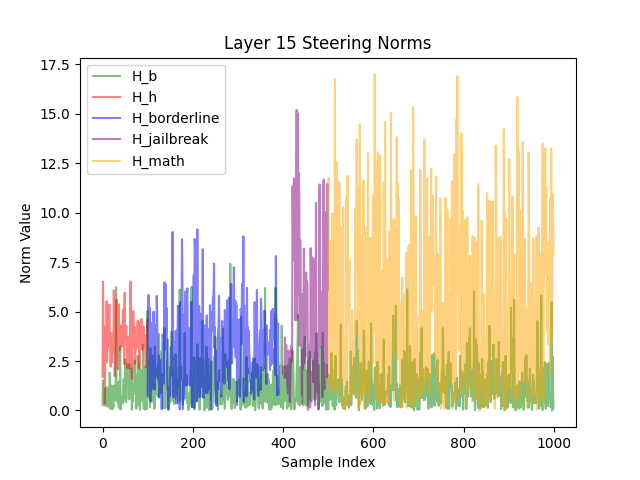 Layer 15 Steering Norms
17.5
15.0
12.5
10.0
7.5
5.0
2.5
0.0
Norm Value
H_b
H_h
H_borderline
H_jailbreak
H_math
0 200 400 600 800 1000
Sample Index